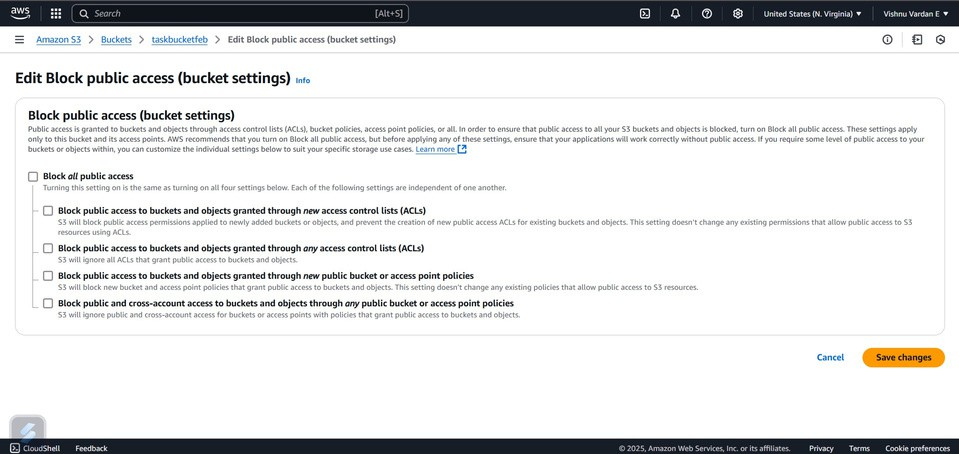 aws
Search [Alt+S]
United States (N. Virginia) ▼
Vishnu Vardan E ▼
Amazon S3 > Buckets > taskbucketfeb > Edit Block public access (bucket settings)
Edit Block public access (bucket settings) Info
Block public access (bucket settings)
Public access is granted to buckets and objects through access control lists (ACLs), bucket policies, access point policies, or all. In order to ensure that public access to all your S3 buckets and objects is blocked, turn on Block all public access. These settings apply
only to this bucket and its access points. AWS recommends that you turn on Block all public access, but before applying any of these settings, ensure that your applications will work correctly without public access. If you require some level of public access to your
buckets or objects within, you can customize the individual settings below to suit your specific storage use cases. Learn more
Block all public access
Turning this setting on is the same as turning on all four settings below. Each of the following settings are independent of one another.
Block public access to buckets and objects granted through new access control lists (ACLs)
S3 will block public access permissions applied to newly added buckets or objects, and prevent the creation of new public access ACLs for existing buckets and objects. This setting doesn't change any existing permissions that allow public access to S3
resources using ACLs.
Block public access to buckets and objects granted through any access control lists (ACLs)
S3 will ignore all ACLs that grant public access to buckets and objects.
Block public access to buckets and objects granted through new public bucket or access point policies
S3 will block new bucket and access point policies that grant public access to buckets and objects. This setting doesn't change any existing policies that allow public access to S3 resources.
Block public and cross-account access to buckets and objects through any public bucket or access point policies
S3 will ignore public and cross-account access for buckets or access points with policies that grant public access to buckets and objects.
Cancel
Save changes
CloudShell
Feedback
© 2025, Amazon Web Services, Inc. or its affiliates.
Privacy
Terms
Cookie preferences